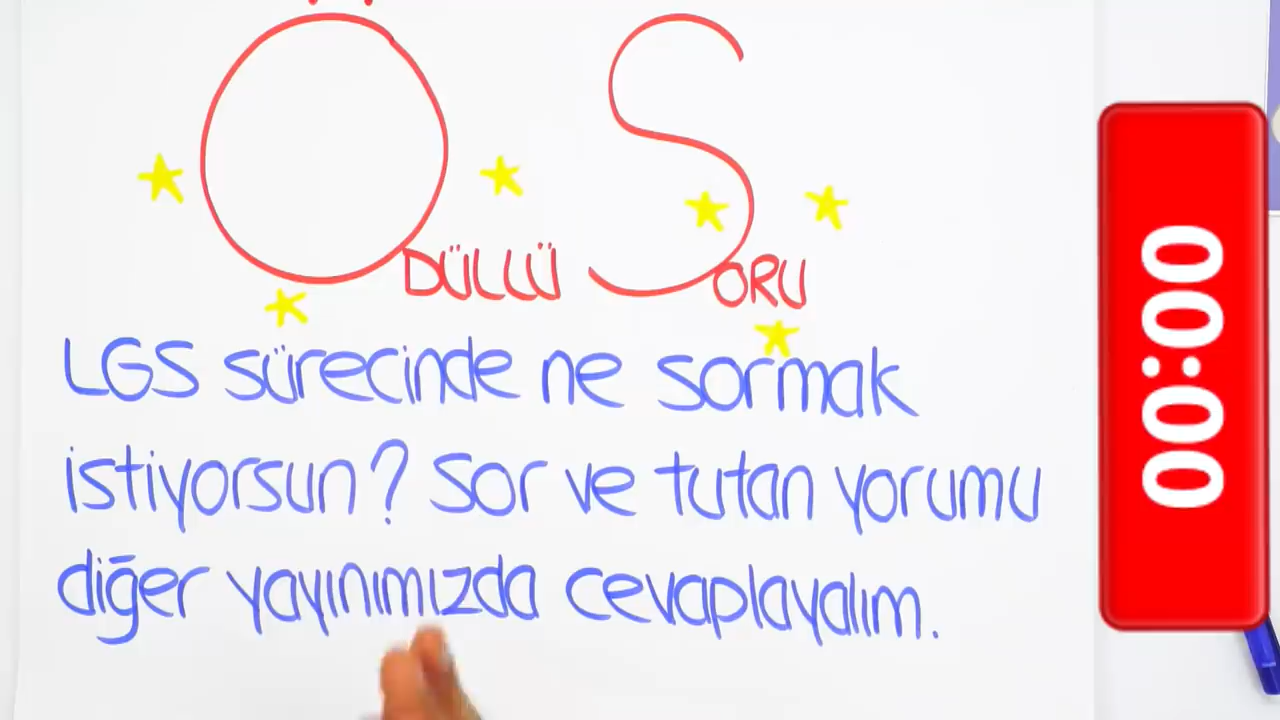 ÖDÜLLÜ SORU
LGS sürecinde ne sormak
istiyorsun? Sor ve tutan yorumu
diğer yayınımızda cevaplayalım.
00:00